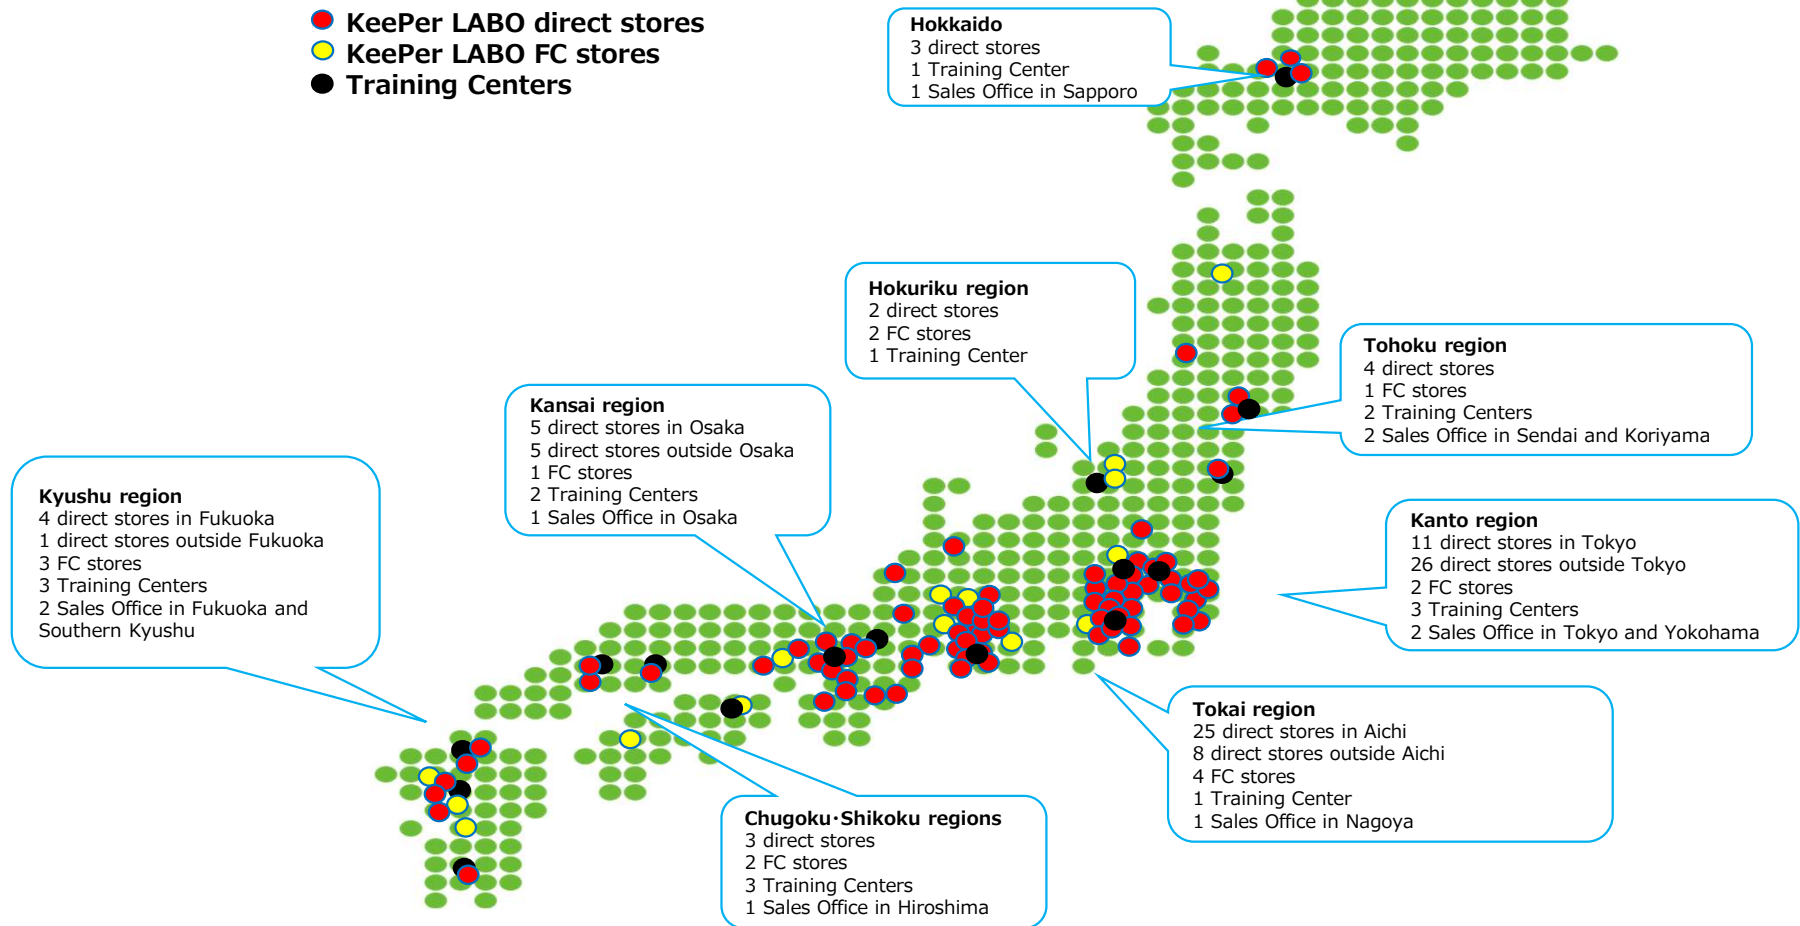 KeePer LABO direct stores
KeePer LABO FC stores
Training Centers
Hokkaido
3 direct stores
1 Training Center
1 Sales Office in Sapporo
Hokuriku region
2 direct stores
2 FC stores
1 Training Center
Tohoku region
4 direct stores
1 FC stores
2 Training Centers
2 Sales Office in Sendai and Koriyama
Kansai region
5 direct stores in Osaka
5 direct stores outside Osaka
1 FC stores
2 Training Centers
1 Sales Office in Osaka
Kyushu region
4 direct stores in Fukuoka
1 direct stores outside Fukuoka
3 FC stores
3 Training Centers
2 Sales Office in Fukuoka and
Southern Kyushu
Kanto region
11 direct stores in Tokyo
26 direct stores outside Tokyo
2 FC stores
3 Training Centers
2 Sales Office in Tokyo and Yokohama
Tokai region
25 direct stores in Aichi
8 direct stores outside Aichi
4 FC stores
1 Training Center
1 Sales Office in Nagoya
Chugoku･Shikoku regions
3 direct stores
2 FC stores
3 Training Centers
1 Sales Office in Hiroshima